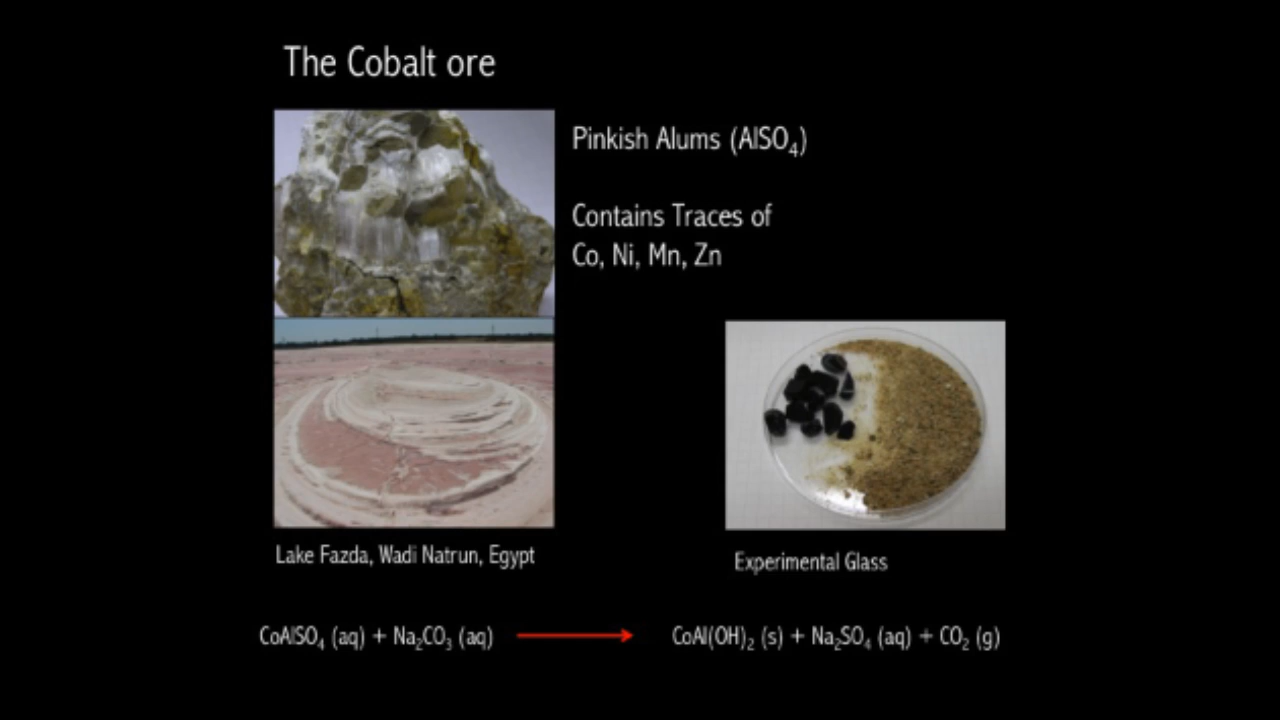 The Cobalt ore
Pinkish Alums (AlSO₄)
Contains Traces of
Co, Ni, Mn, Zn
Lake Fazda, Wadi Natrun, Egypt
Experimental Glass
CoAlSO₄ (aq) + Na₂CO₃ (aq) → CoAl(OH)₂ (s) + Na₂SO₄ (aq) + CO₂ (g)